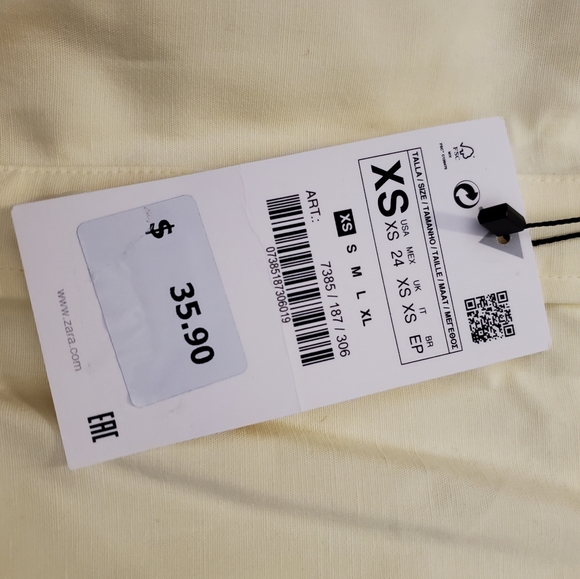 TALLA / SIZE / TAMANHO / TAILLE / MAAT / ΜΕΓΕΘΟΣ
XS
USA MEX UK IT BR
XS 24 XS XS EP
XS S M L XL
ART.: 7385 / 187 / 306
07385187306019
$ 35.90
www.zara.com
EAC
FSC